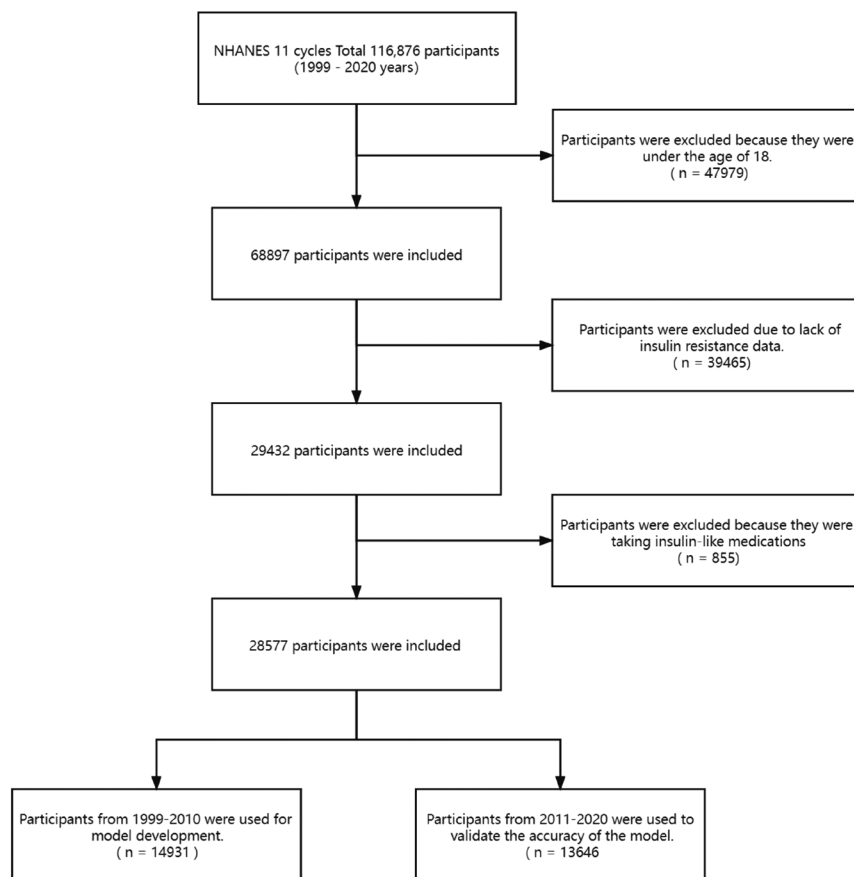 NHANES 11 cycles Total 116,876 participants
(1999 - 2020 years)
Participants were excluded because they were
under the age of 18.
( n = 47979)
68897 participants were included
Participants were excluded due to lack of
insulin resistance data.
( n = 39465)
29432 participants were included
Participants were excluded because they were
taking insulin-like medications
( n = 855)
28577 participants were included
Participants from 1999-2010 were used for
model development.
( n = 14931 )
Participants from 2011-2020 were used to
validate the accuracy of the model.
( n = 13646